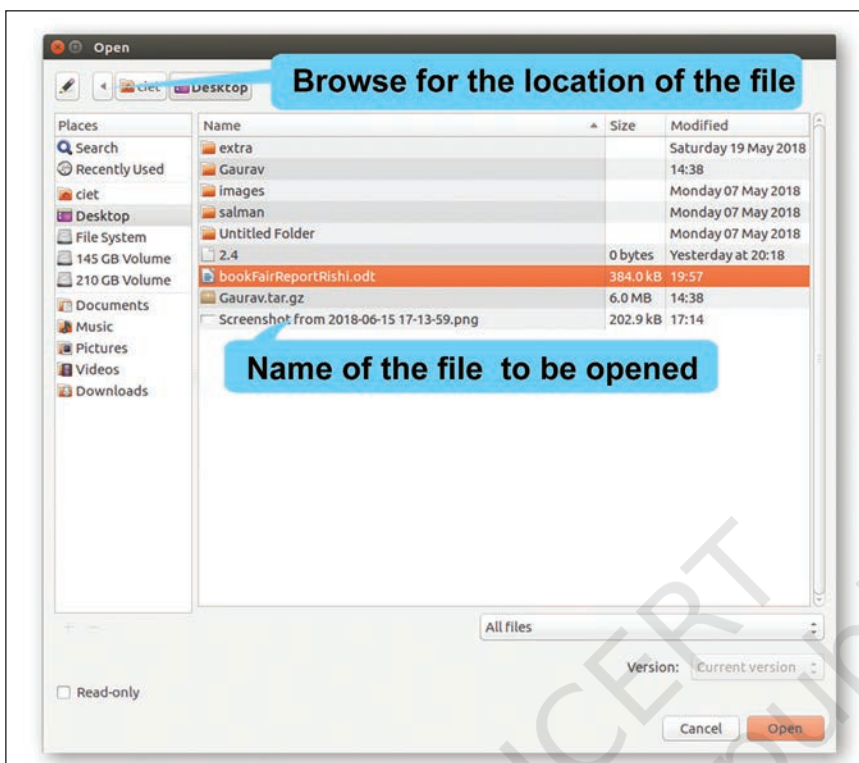 Open
Browse for the location of the file
ciet Desktop
Places Name Size Modified
Search extra Saturday 19 May 2018
Recently Used Gaurav 14:38
ciet images Monday 07 May 2018
Desktop salman Monday 07 May 2018
File System Untitled Folder Monday 07 May 2018
145 GB Volume 2.4 0 bytes Yesterday at 20:18
210 GB Volume bookFairReportRishi.odt 384.0 kB 19:57
Documents Gaurav.tar.gz 6.0 MB 14:38
Music Screenshot from 2018-06-15 17-13-59.png 202.9 kB 17:14
Pictures
Videos
Downloads
Name of the file to be opened
All files
Version: Current version
Read-only
Cancel Open